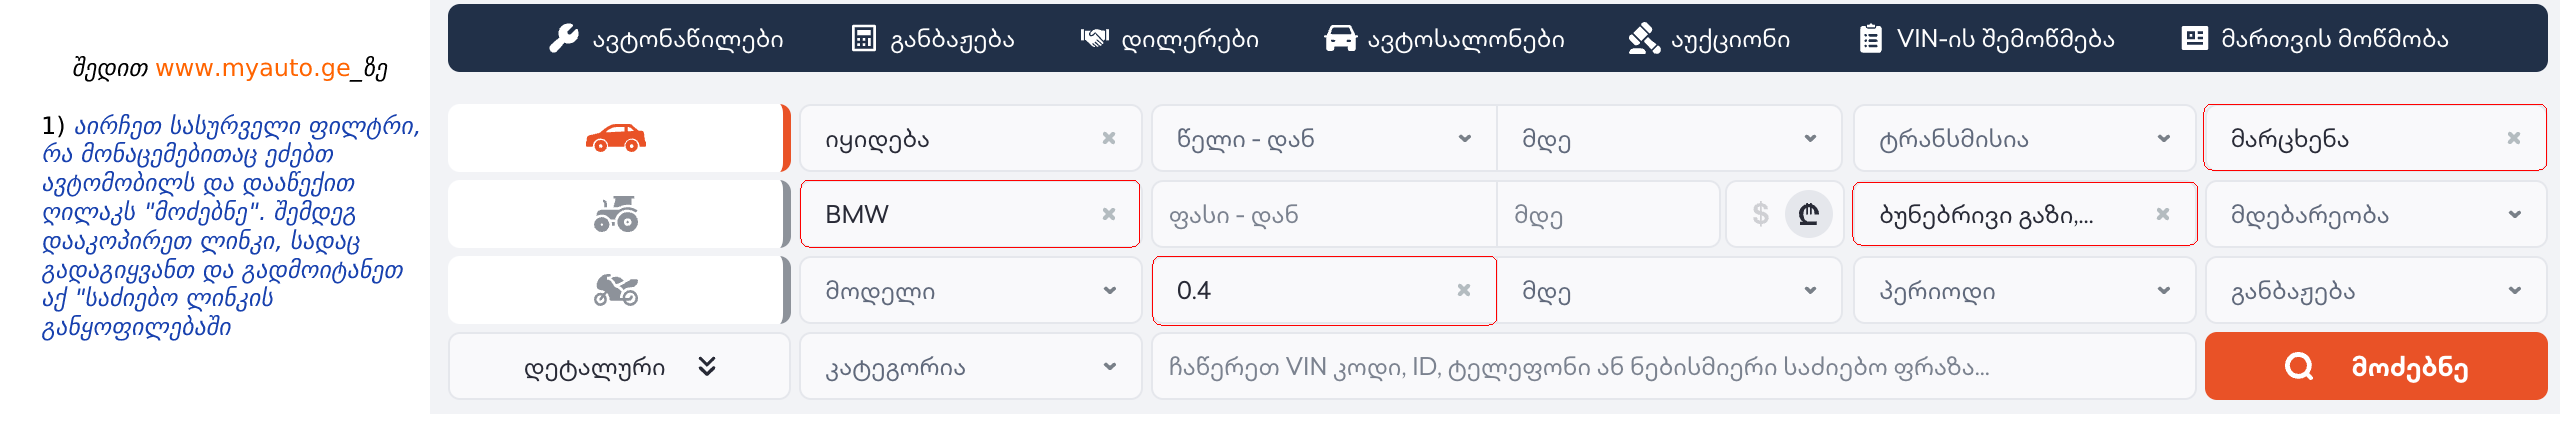 შედით www.myauto.ge_ზე
1) აირჩეთ სასურველი ფილტრი,
რა მონაცემებითაც ეძებთ
ავტომობილს და დააწექით
ღილაკს "მოძებნე". შემდეგ
დააკოპირეთ ლინკი, სადაც
გადაგიყვანთ და გადმოიტანეთ
აქ "საძიებო ლინკის
განყოფილებაში
ავტონაწილები განბაჟება დილერები ავტოსალონები აუქციონი VIN-ის შემოწმება მართვის მოწმობა
იყიდება წელი - დან მდე ტრანსმისია მარცხენა
BMW ფასი - დან მდე $ ₾ ბუნებრივი გაზი,... მდებარეობა
მოდელი 0.4 მდე პერიოდი განბაჟება
დეტალური კატეგორია ჩაწერეთ VIN კოდი, ID, ტელეფონი ან ნებისმიერი საძიებო ფრაზა... მოძებნე